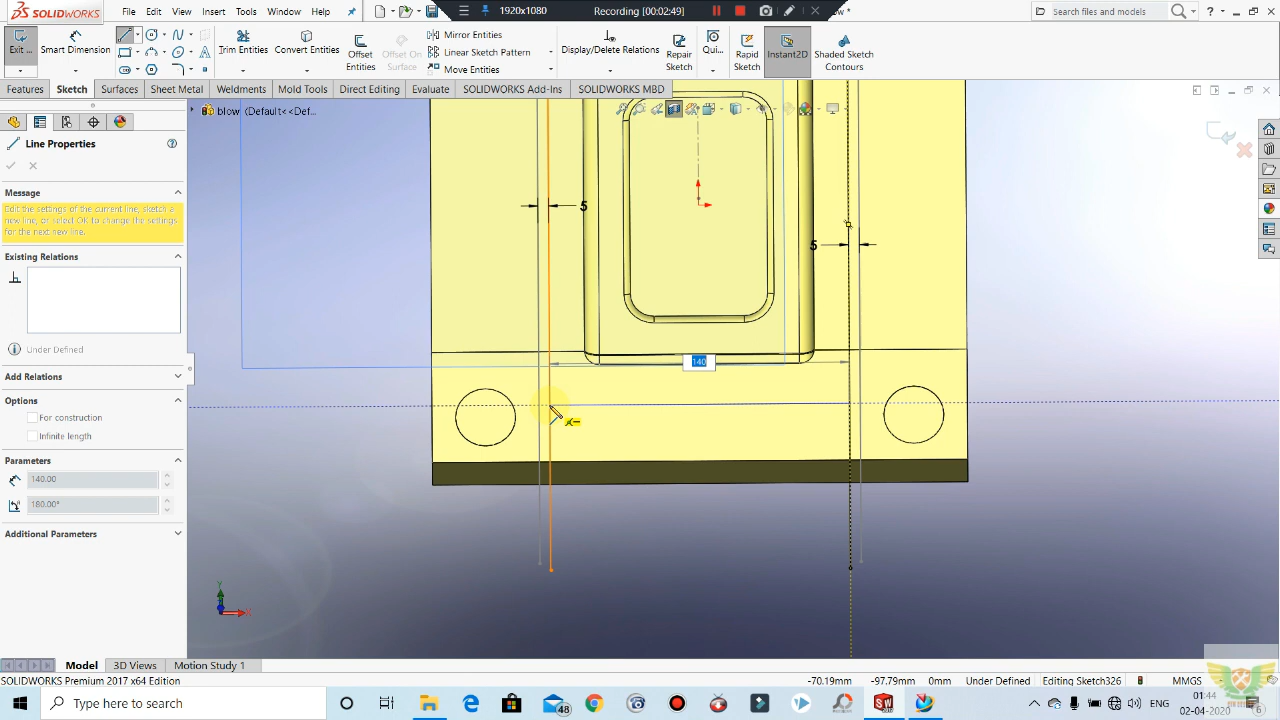 SOLIDWORKS File Edit View Insert Tools Window Help
1920x1080 Recording [00:02:49]
Search files and models
Exit ...
Smart Dimension
Trim Entities
Convert Entities
Offset Entities
Offset On Surface
Mirror Entities
Linear Sketch Pattern
Move Entities
Display/Delete Relations
Repair Sketch
Qui...
Rapid Sketch
Instant2D
Shaded Sketch Contours
Features Sketch Surfaces Sheet Metal Weldments Mold Tools Direct Editing Evaluate SOLIDWORKS Add-Ins SOLIDWORKS MBD
blow (Default<<Def...
Line Properties
Message
Edit the settings of the current line, sketch a
new line, or select OK to change the settings
for the next new line.
Existing Relations
Under Defined
Add Relations
Options
For construction
Infinite length
Parameters
140.00
180.00°
Additional Parameters
5
5
140
Y
Model 3D Views Motion Study 1
SOLIDWORKS Premium 2017 x64 Edition
-70.19mm -97.79mm 0mm Under Defined Editing Sketch326 MMGS
Type here to search
48
ENG
01:44
02-04-2020